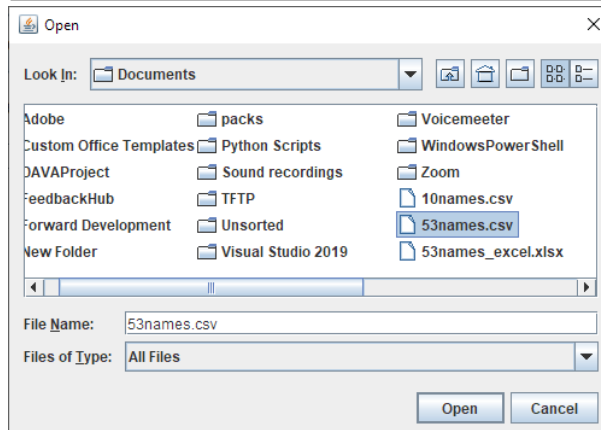 Open
Look In: Documents
Adobe packs Voicemeeter
Custom Office Templates Python Scripts WindowsPowerShell
DAVAProject Sound recordings Zoom
FeedbackHub TFTP 10names.csv
Forward Development Unsorted 53names.csv
New Folder Visual Studio 2019 53names_excel.xlsx
File Name: 53names.csv
Files of Type: All Files
Open Cancel